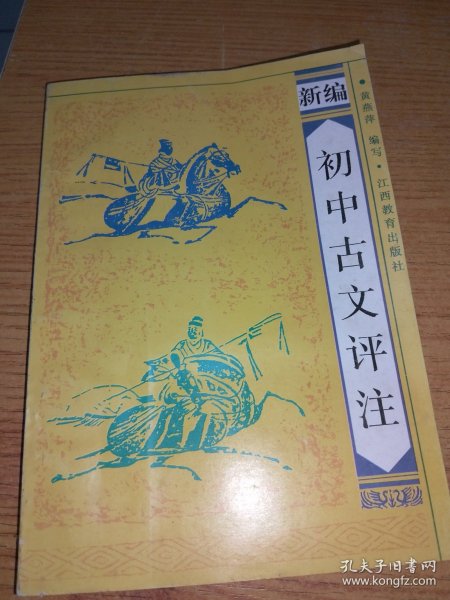 新编
初中古文评注
·黄燕萍 编写·江西教育出版社
孔夫子旧书网
www.kongfz.com